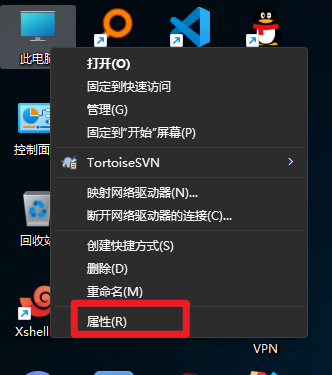 此电脑
打开(O)
固定到快速访问
管理(G)
固定到"开始"屏幕(P)
控制面
TortoiseSVN
映射网络驱动器(N)...
断开网络驱动器的连接(C)...
回收站
创建快捷方式(S)
删除(D)
重命名(M)
属性(R)
Xshell
VPN